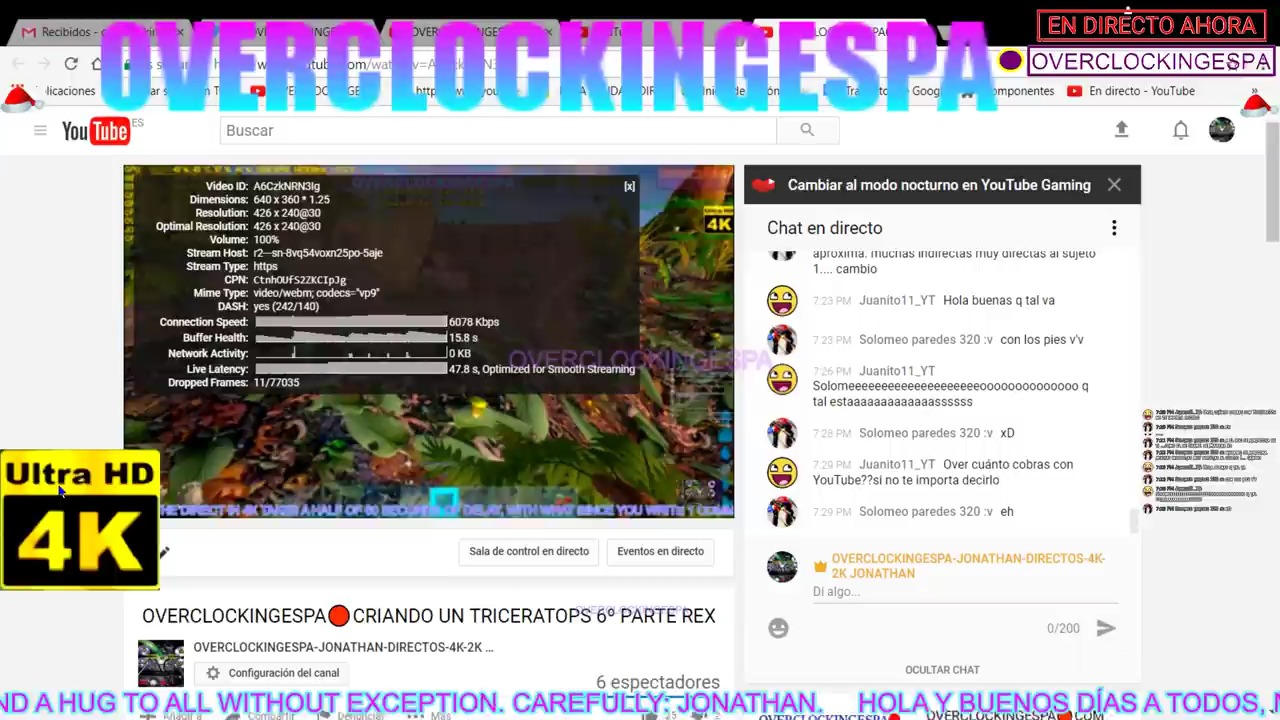 OVERCLOCKINGESPA
EN DIRECTO AHORA
OVERCLOCKINGESPA
Recibidos
En directo - YouTube
YouTube ES
Buscar
Video ID: A6CzkNRN3Ig [x]
Dimensions: 640 x 360 * 1.25
Resolution: 426 x 240@30
Optimal Resolution: 426 x 240@30
Volume: 100%
Stream Host: r2---sn-8vq54voxn25po-5aje
Stream Type: https
CPN: CtnhOUfS2ZKCIpJg
Mime Type: video/webm; codecs="vp9"
DASH: yes (242/140)
Connection Speed: 6078 Kbps
Buffer Health: 15.8 s
Network Activity: 0 KB
Live Latency: 47.8 s, Optimized for Smooth Streaming
Dropped Frames: 11/77035
4K
OVERCLOCKINGESPA
Ultra HD
4K
Sala de control en directo
Eventos en directo
OVERCLOCKINGESPA🔴CRIANDO UN TRICERATOPS 6º PARTE REX
OVERCLOCKINGESPA-JONATHAN-DIRECTOS-4K-2K ...
Configuración del canal
6 espectadores
Cambiar al modo nocturno en YouTube Gaming
Chat en directo
aproxima. muchas indirectas muy directas al sujeto
1.... cambio
7:23 PM Juanito11_YT Hola buenas q tal va
7:23 PM Solomeo paredes 320 :v con los pies v'v
7:26 PM Juanito11_YT
Solomeeeeeeeeeeeeeeeeeeeeeooooooooooooooo q
tal estaaaaaaaaaaaaassssss
7:28 PM Solomeo paredes 320 :v xD
7:29 PM Juanito11_YT Over cuánto cobras con
YouTube??si no te importa decirlo
7:29 PM Solomeo paredes 320 :v eh
OVERCLOCKINGESPA-JONATHAN-DIRECTOS-4K-
2K JONATHAN
Di algo...
0/200
OCULTAR CHAT
ND A HUG TO ALL WITHOUT EXCEPTION. CAREFULLY: JONATHAN. HOLA Y BUENOS DÍAS A TODOS,